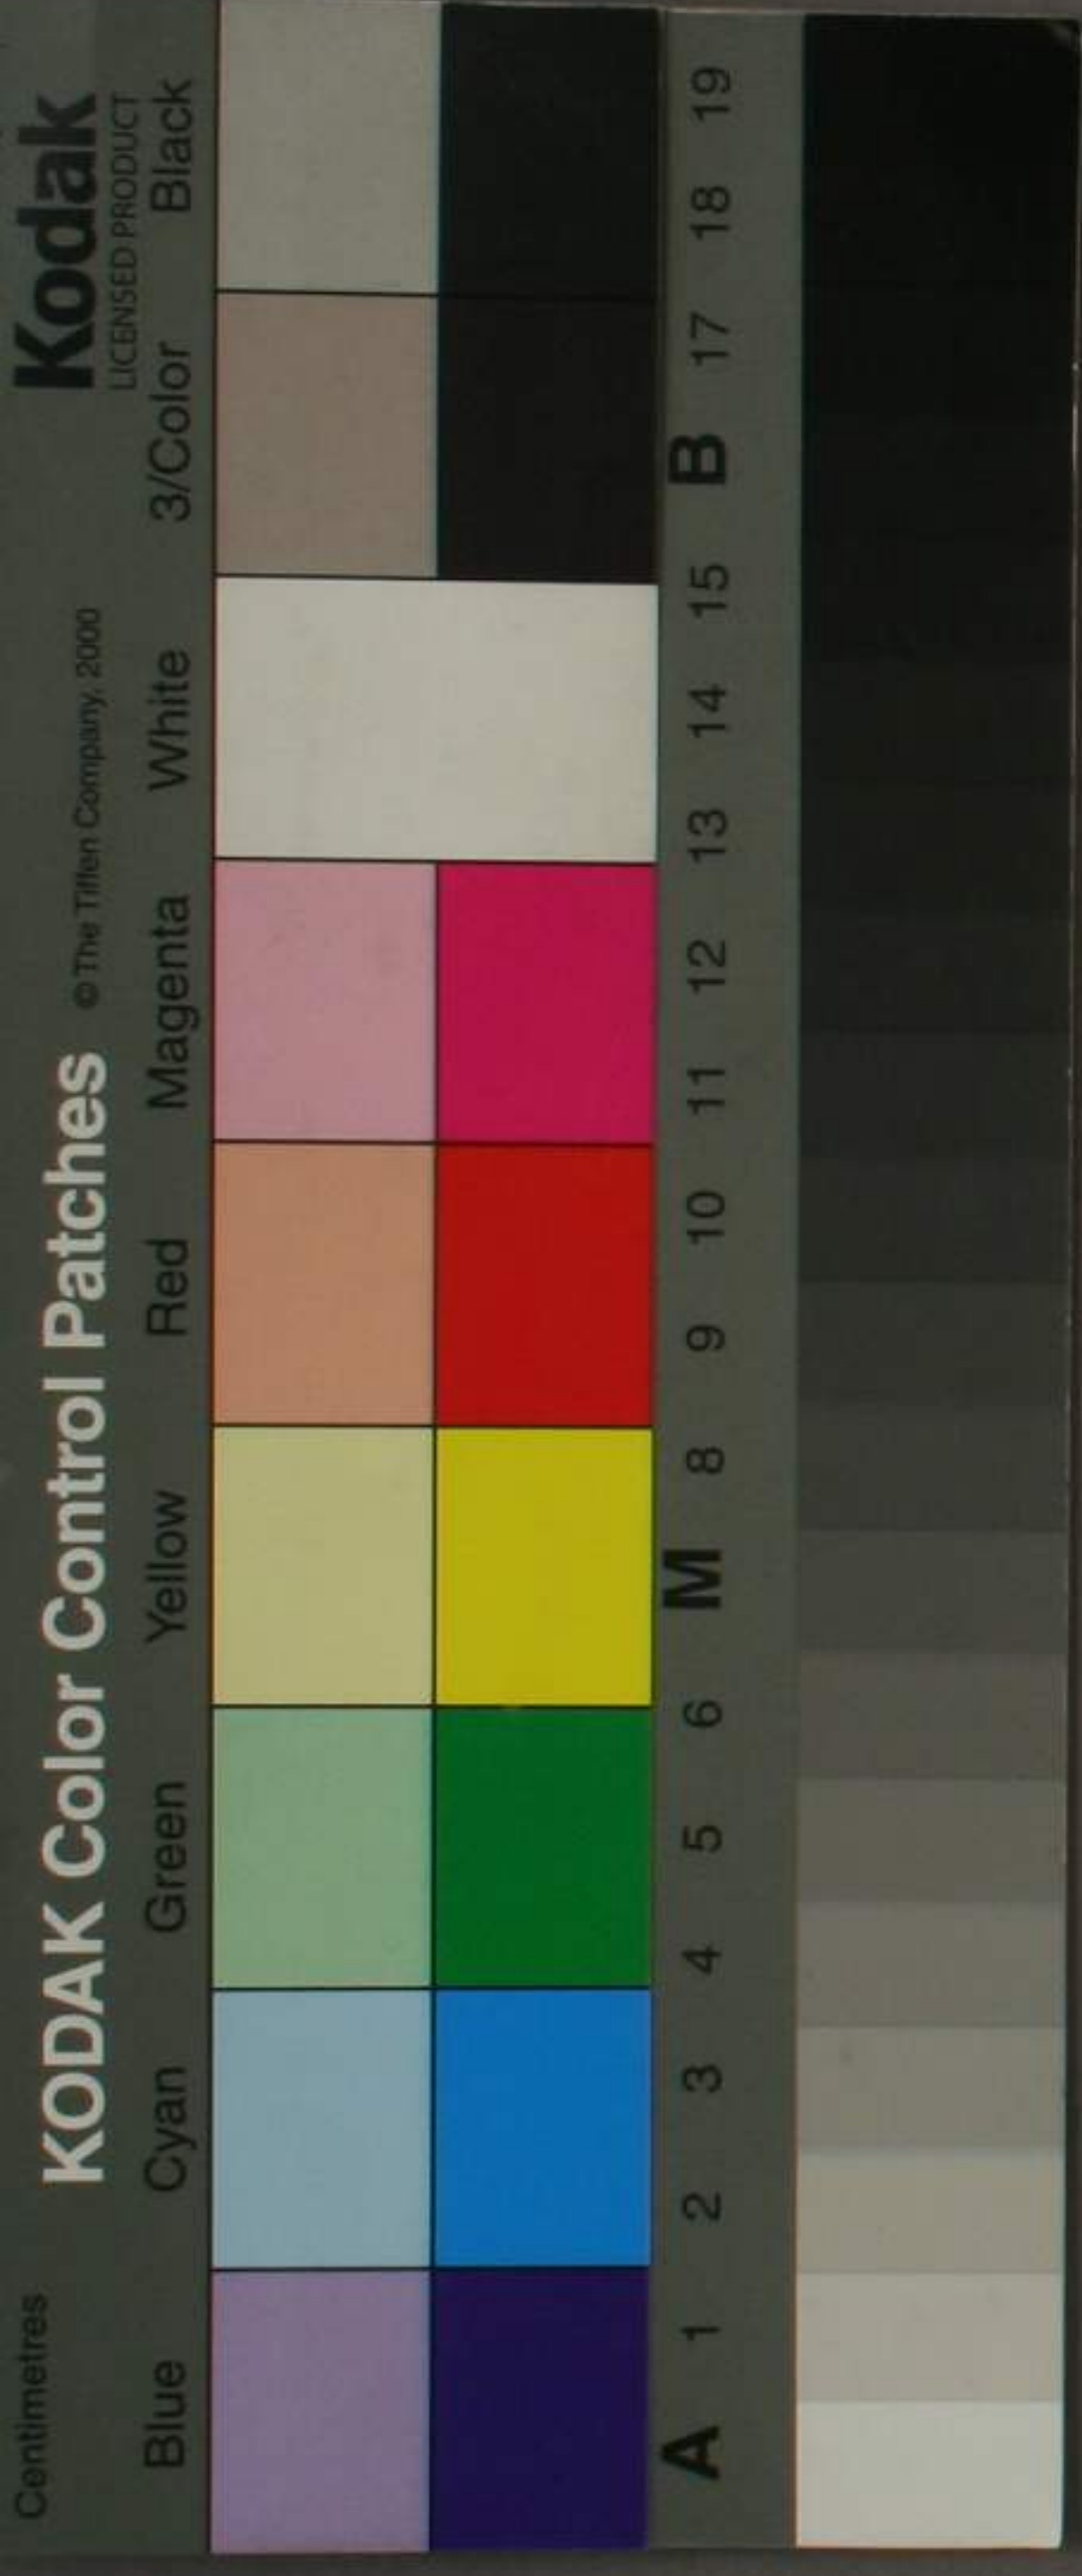 Centimetres
KODAK Color Control Patches © The Tiffen Company, 2000 Kodak
LICENSED PRODUCT
Blue Cyan Green Yellow Red Magenta White 3/Color Black
A 1 2 3 4 5 6 M 8 9 10 11 12 13 14 15 B 17 18 19